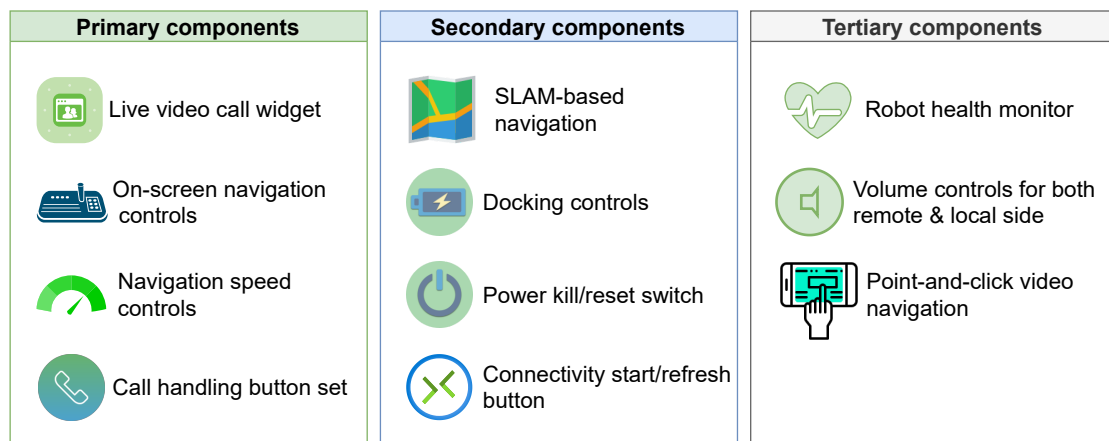 Primary components
Live video call widget
On-screen navigation
controls
Navigation speed
controls
Call handling button set
Secondary components
SLAM-based
navigation
Docking controls
Power kill/reset switch
Connectivity start/refresh
button
Tertiary components
Robot health monitor
Volume controls for both
remote & local side
Point-and-click video
navigation